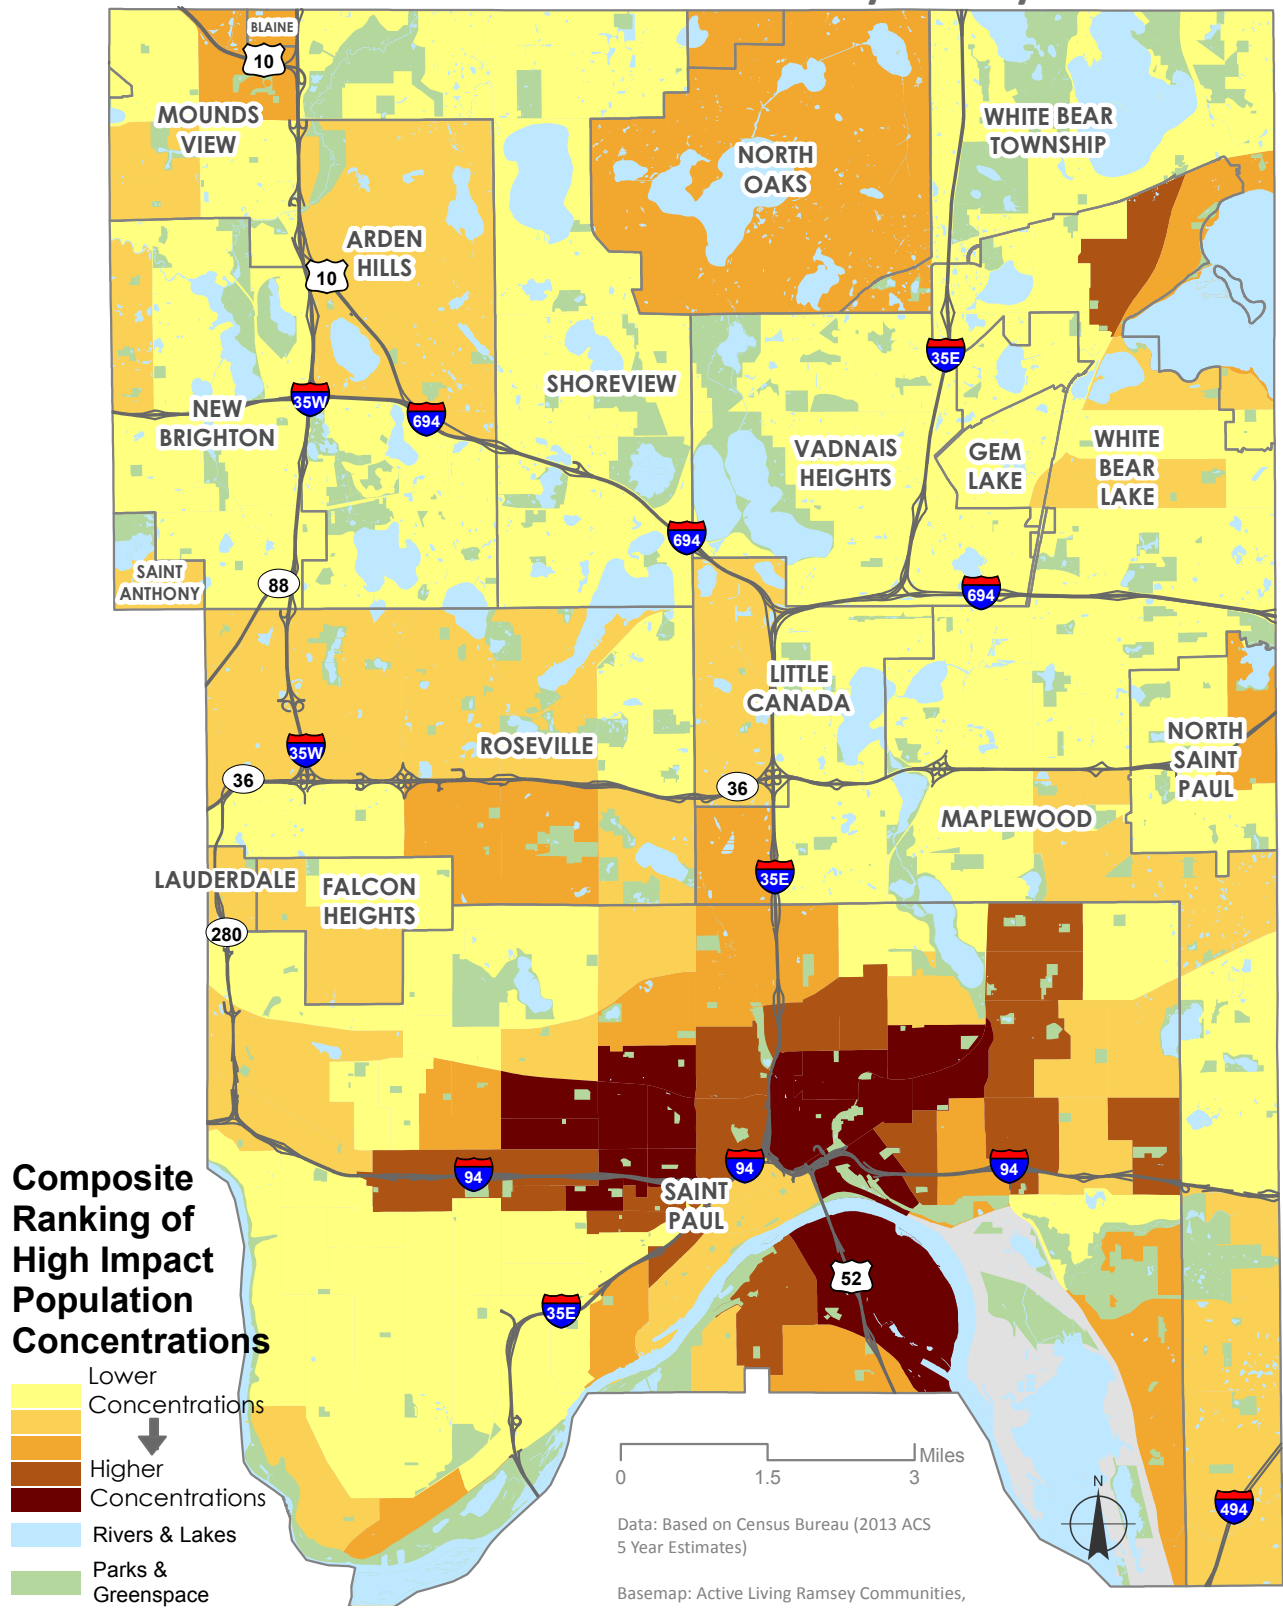 BLAINE
10
MOUNDS
VIEW
WHITE BEAR
TOWNSHIP
NORTH
OAKS
ARDEN
HILLS
10
35E
SHOREVIEW
35W
694
NEW
BRIGHTON
VADNAIS
HEIGHTS
GEM
LAKE
WHITE
BEAR
LAKE
694
SAINT
ANTHONY
88
694
LITTLE
CANADA
ROSEVILLE
35W
NORTH
SAINT
PAUL
36
36
MAPLEWOOD
LAUDERDALE
FALCON
HEIGHTS
35E
280
94
94
94
SAINT
PAUL
52
35E
494
Composite
Ranking of
High Impact
Population
Concentrations
Lower
Concentrations
Higher
Concentrations
Rivers & Lakes
Parks &
Greenspace
Miles
0 1.5 3
N
Data: Based on Census Bureau (2013 ACS
5 Year Estimates)
Basemap: Active Living Ramsey Communities,